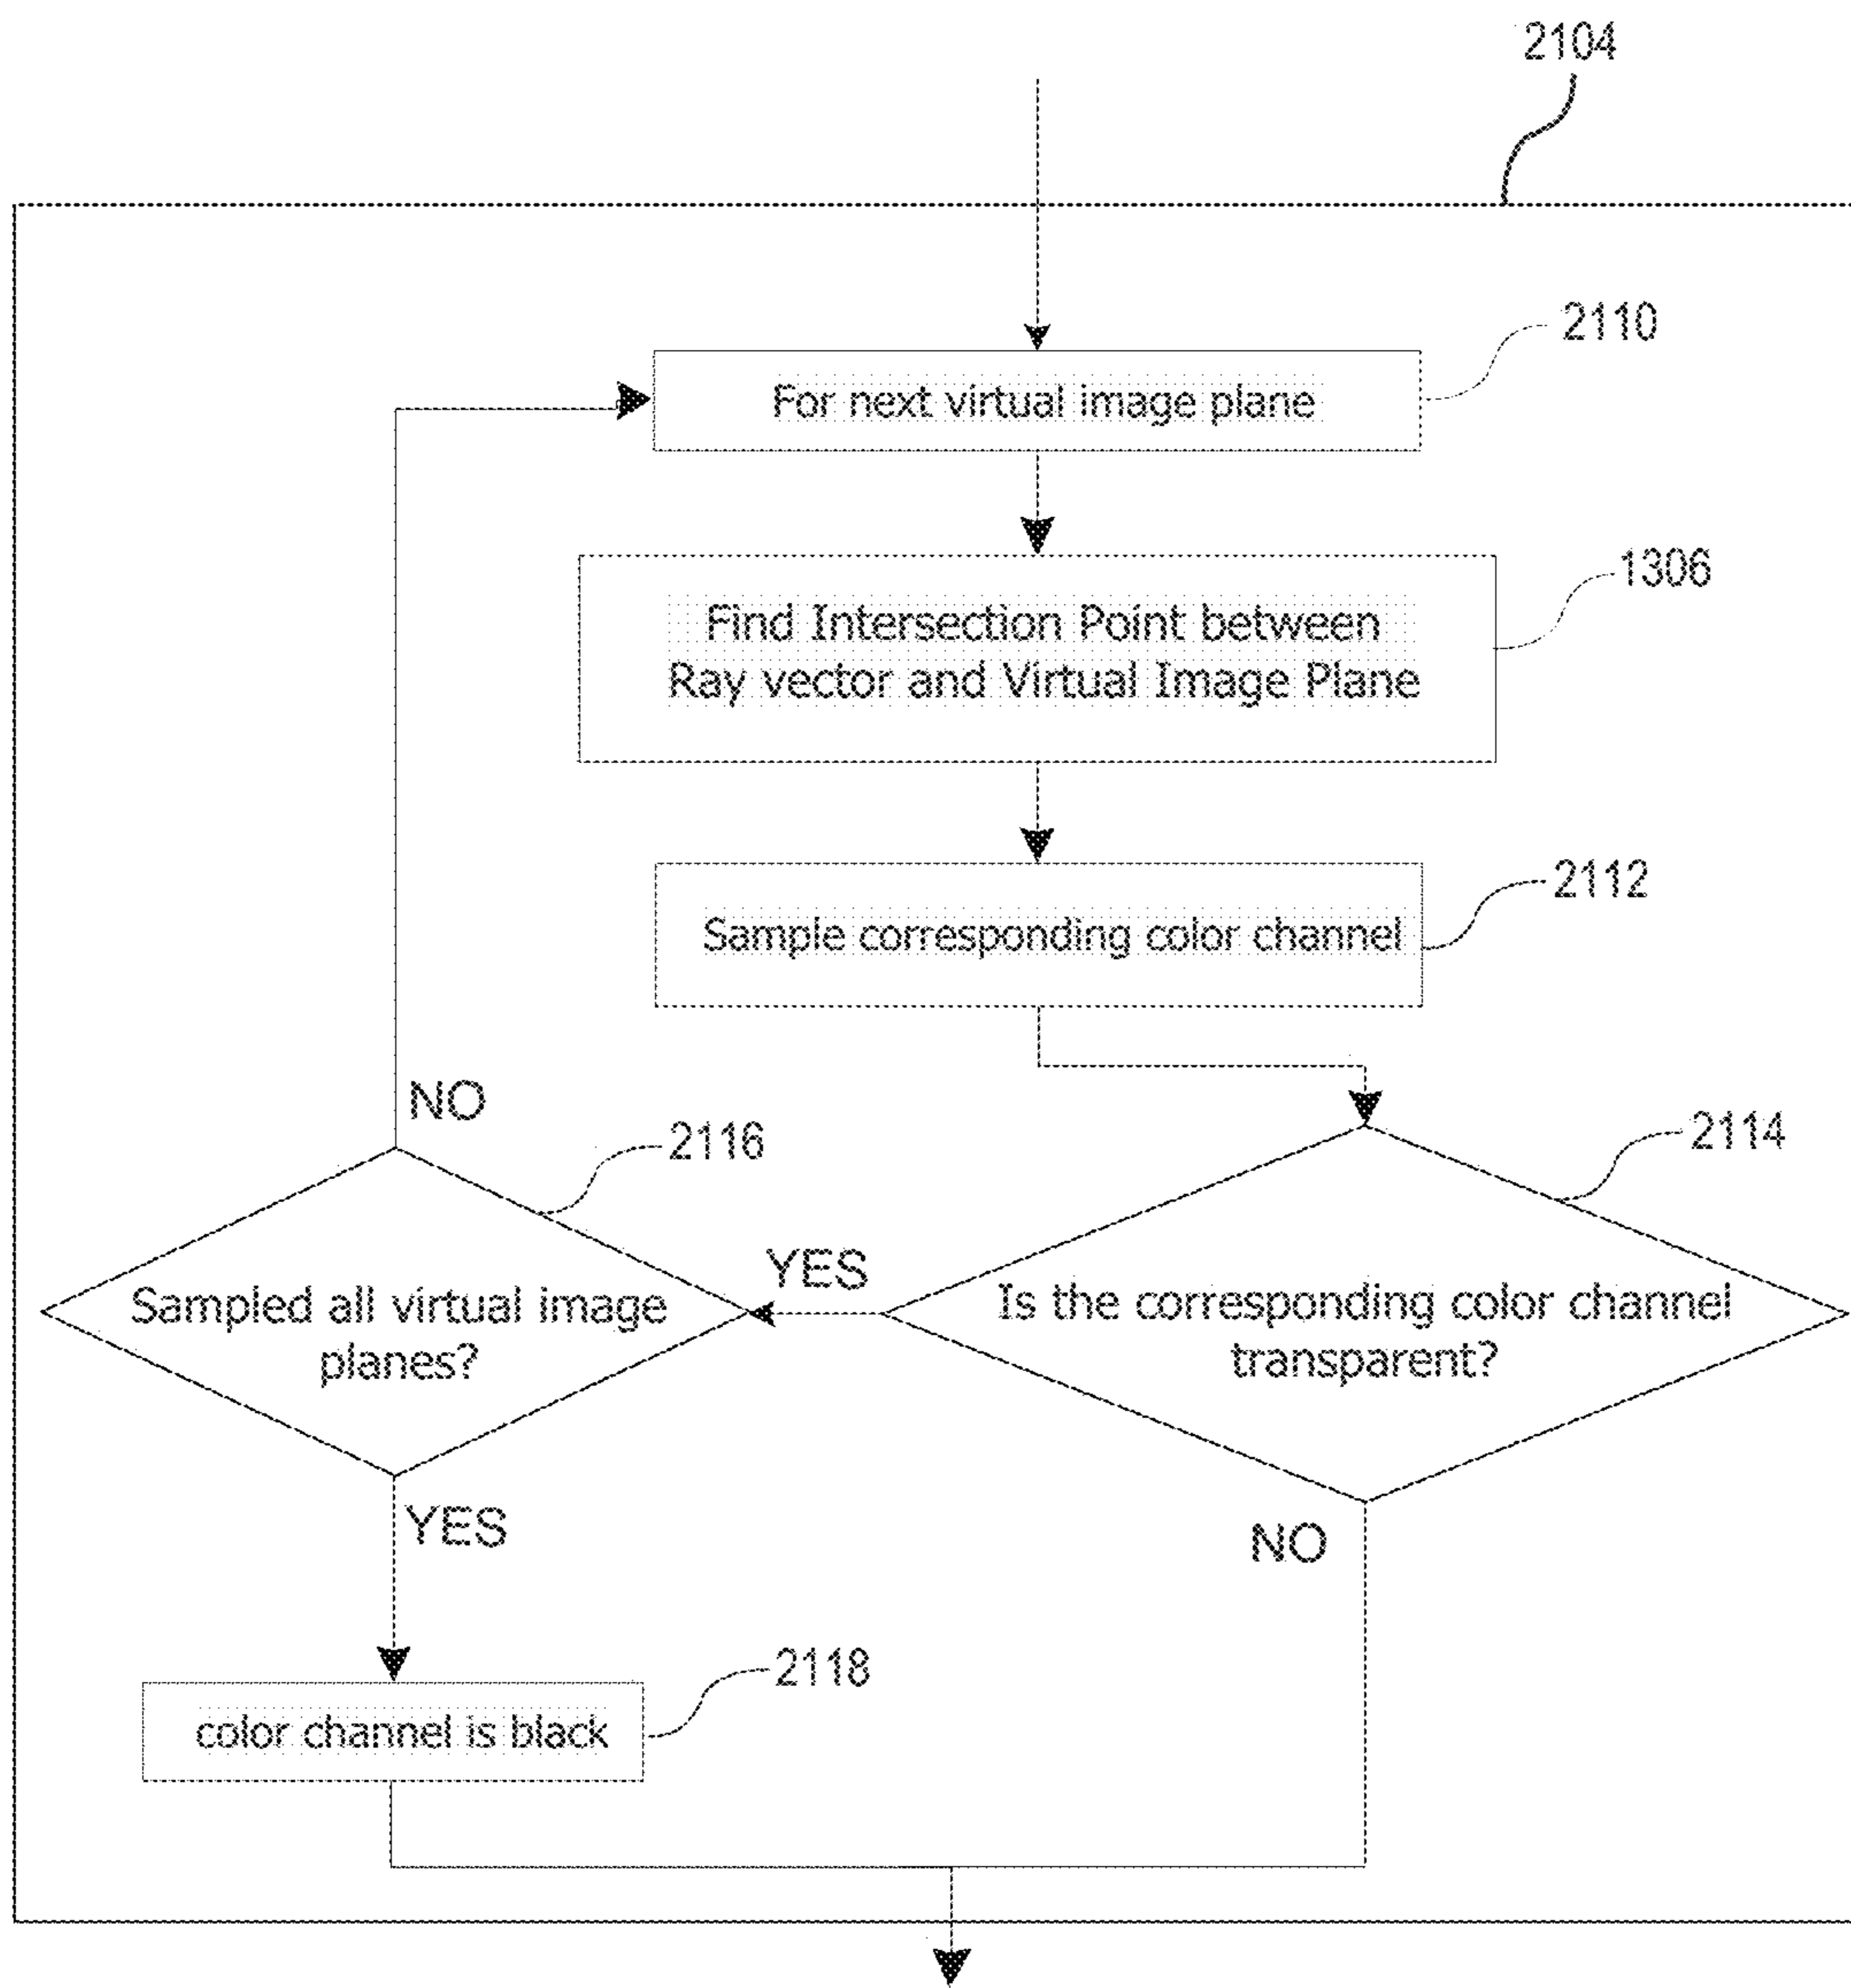 2104
For next virtual image plane
2110
Find Intersection Point between
Ray vector and Virtual Image Plane
1306
Sample corresponding color channel
2112
NO
2116
2114
Sampled all virtual image
planes?
YES
Is the corresponding color channel
transparent?
YES
NO
color channel is black
2118